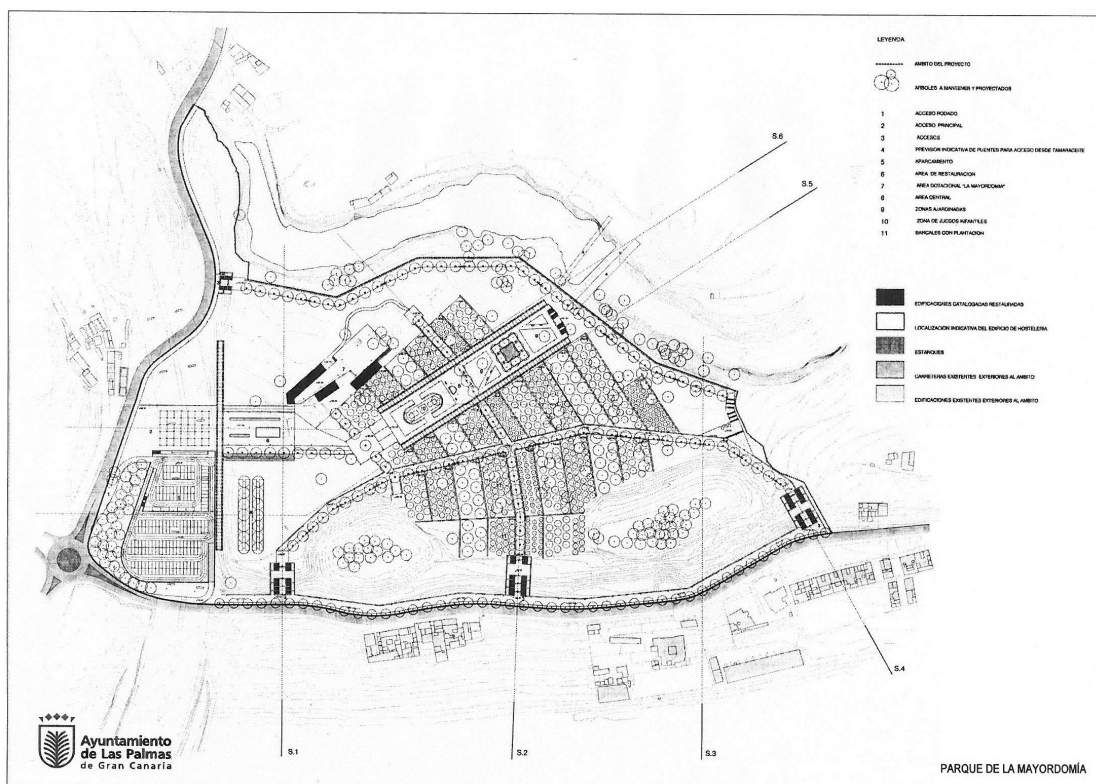 LEYENDA
AMBITO DEL PROYECTO
ARBOLES A MANTENER Y PROYECTADOS
1 ACCESO RODADO
2 ACCESO PRINCIPAL
3 ACCESOS
4 PREVISIÓN INDICATIVA DE PUENTES PARA ACCESO DESDE TAMARACEITE
5 APARCAMIENTO
6 AREA DE RESTAURACION
7 AREA DOTACIONAL "LA MAYORDOMIA"
8 AREA CENTRAL
9 ZONAS AJARDINADAS
10 ZONA DE JUEGOS INFANTILES
11 BANCALES CON PLANTACION
EDIFICACIONES CATALOGADAS RESTAURADAS
LOCALIZACIÓN INDICATIVA DEL EDIFICIO DE HOSTELERIA
ESTANQUES
CARRETERAS EXISTENTES EXTERIORES AL AMBITO
EDIFICACIONES EXISTENTES EXTERIORES AL AMBITO
S.6
S.5
S.4
S.1
S.2
S.3
Ayuntamiento
de Las Palmas
de Gran Canaria
PARQUE DE LA MAYORDOMÍA